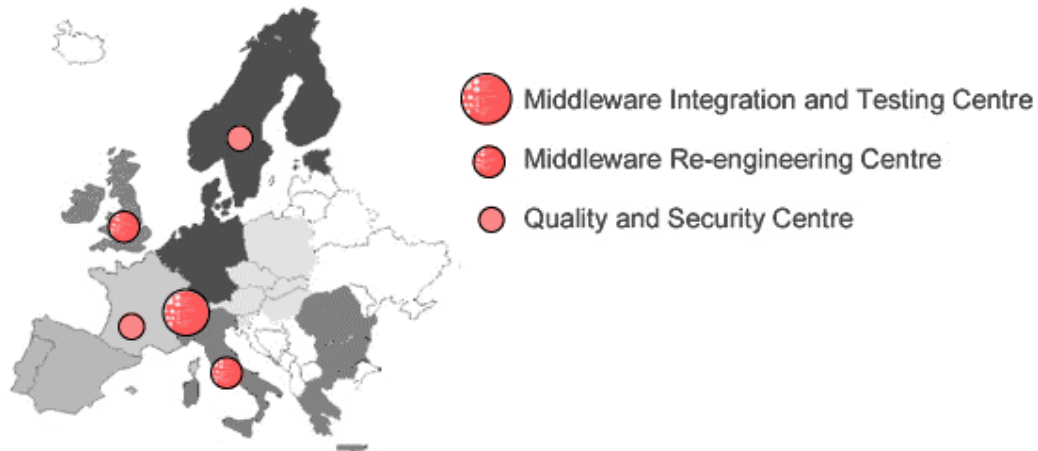 Middleware Integration and Testing Centre
Middleware Re-engineering Centre
Quality and Security Centre